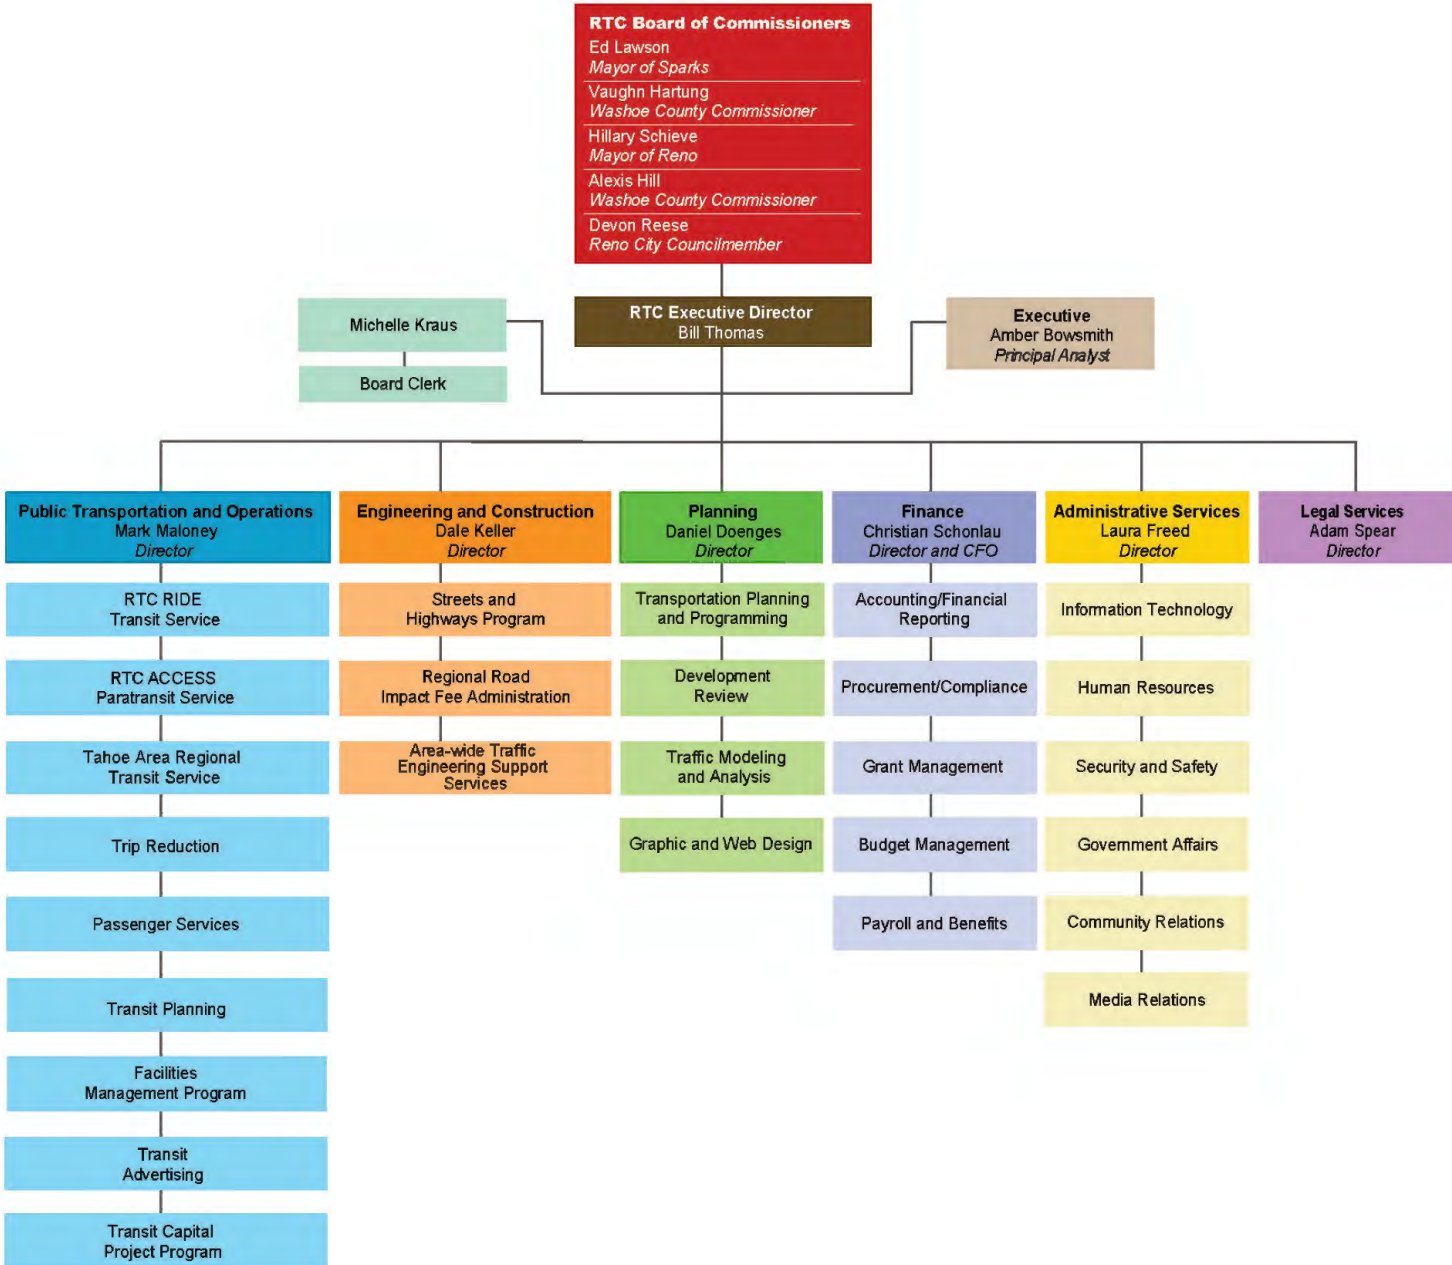 RTC Board of Commissioners
Ed Lawson
Mayor of Sparks
Vaughn Hartung
Washoe County Commissioner
Hillary Schieve
Mayor of Reno
Alexis Hill
Washoe County Commissioner
Devon Reese
Reno City Councilmember
Michelle Kraus
Board Clerk
RTC Executive Director
Bill Thomas
Executive
Amber Bowsmith
Principal Analyst
Public Transportation and Operations
Mark Maloney
Director
RTC RIDE
Transit Service
RTC ACCESS
Paratransit Service
Tahoe Area Regional
Transit Service
Trip Reduction
Passenger Services
Transit Planning
Facilities
Management Program
Transit
Advertising
Transit Capital
Project Program
Engineering and Construction
Dale Keller
Director
Streets and
Highways Program
Regional Road
Impact Fee Administration
Area-wide Traffic
Engineering Support
Services
Planning
Daniel Doenges
Director
Transportation Planning
and Programming
Development
Review
Traffic Modeling
and Analysis
Graphic and Web Design
Finance
Christian Schonlau
Director and CFO
Accounting/Financial
Reporting
Procurement/Compliance
Grant Management
Budget Management
Payroll and Benefits
Administrative Services
Laura Freed
Director
Information Technology
Human Resources
Security and Safety
Government Affairs
Community Relations
Media Relations
Legal Services
Adam Spear
Director